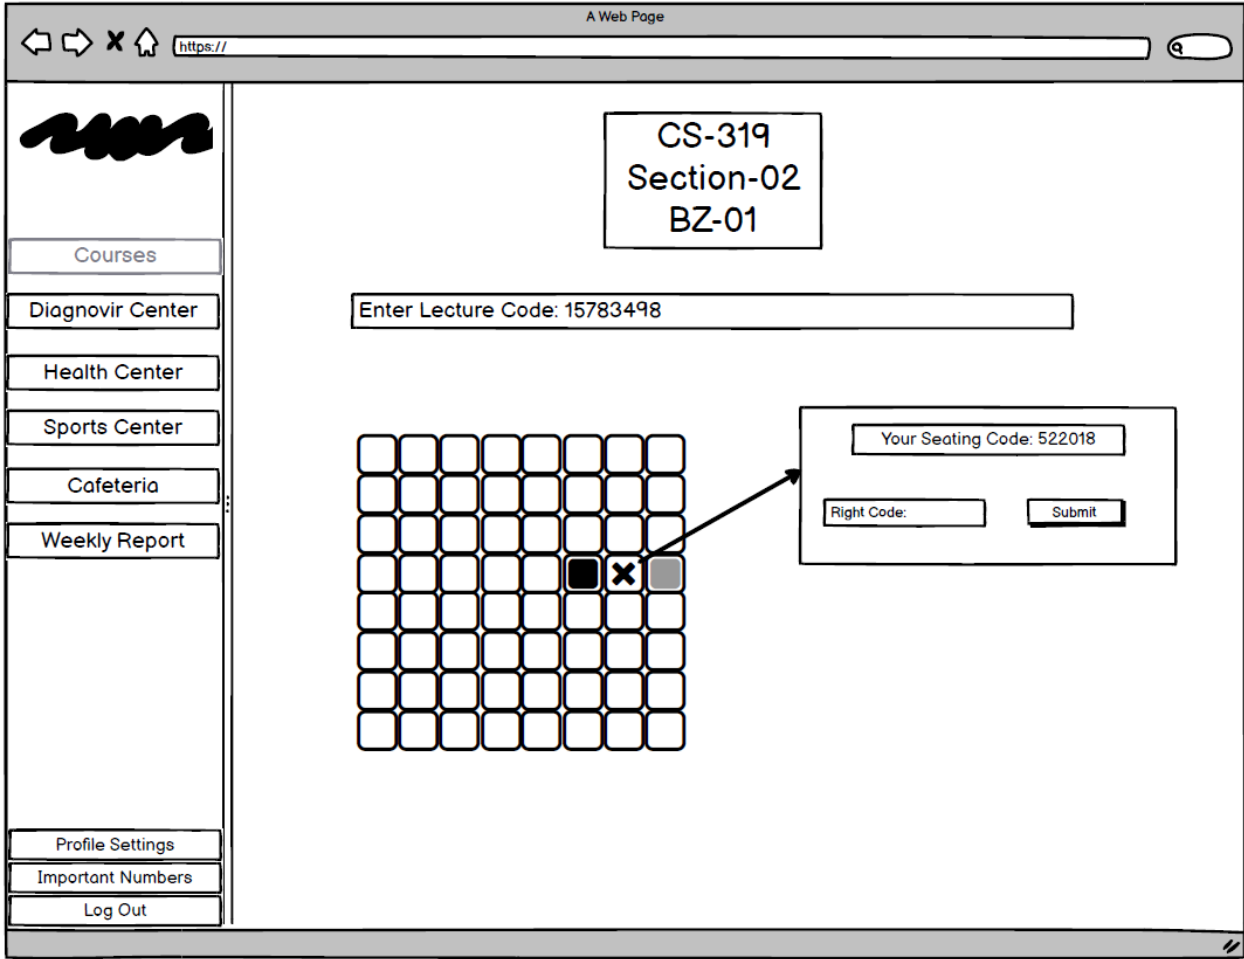 A Web Page
https://
CS-319
Section-02
BZ-01
Courses
Diagnovir Center
Health Center
Sports Center
Cafeteria
Weekly Report
Enter Lecture Code: 15783498
Your Seating Code: 522018
Right Code:
Submit
Profile Settings
Important Numbers
Log Out